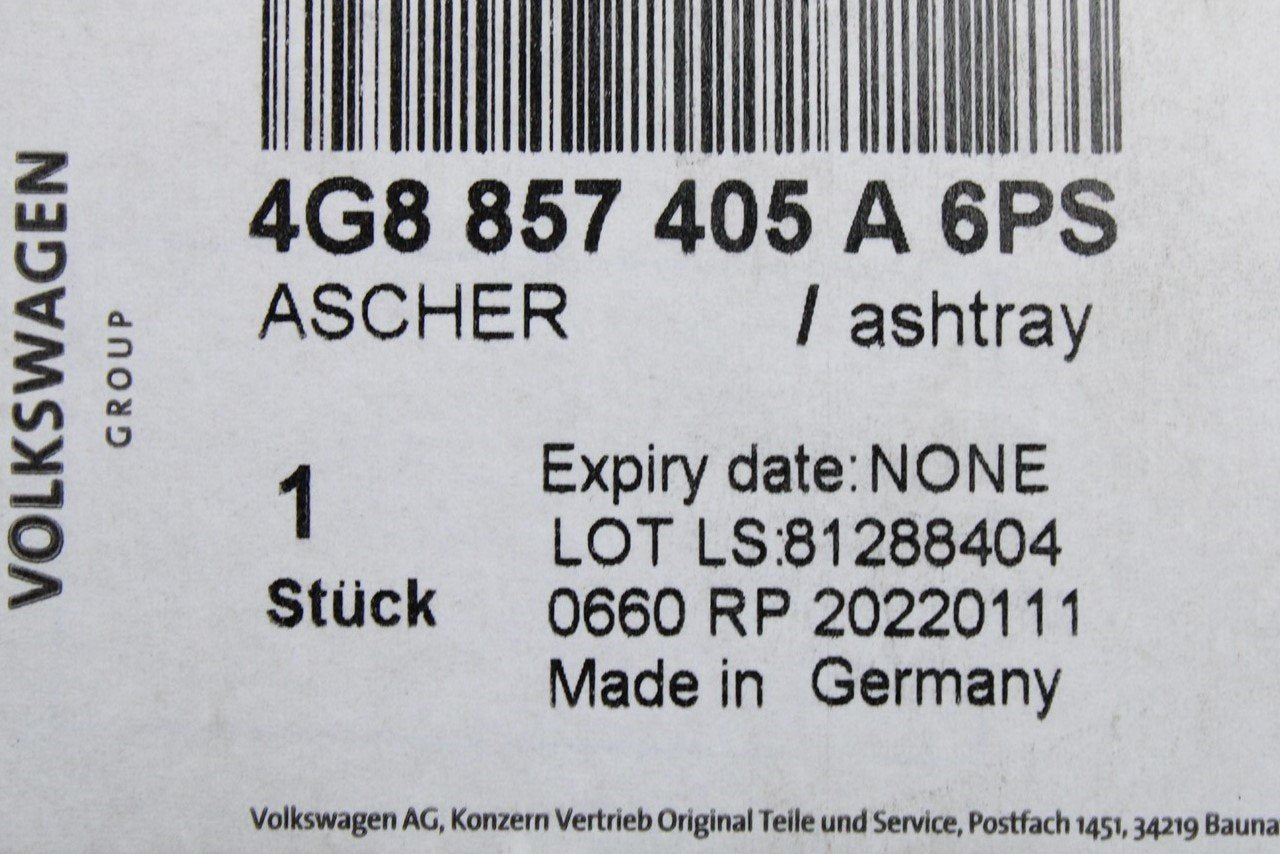 VOLKSWAGEN
GROUP
4G8 857 405 A 6PS
ASCHER / ashtray
1
Stück
Expiry date: NONE
LOT LS:81288404
0660 RP 20220111
Made in Germany
Volkswagen AG, Konzern Vertrieb Original Teile und Service, Postfach 1451, 34219